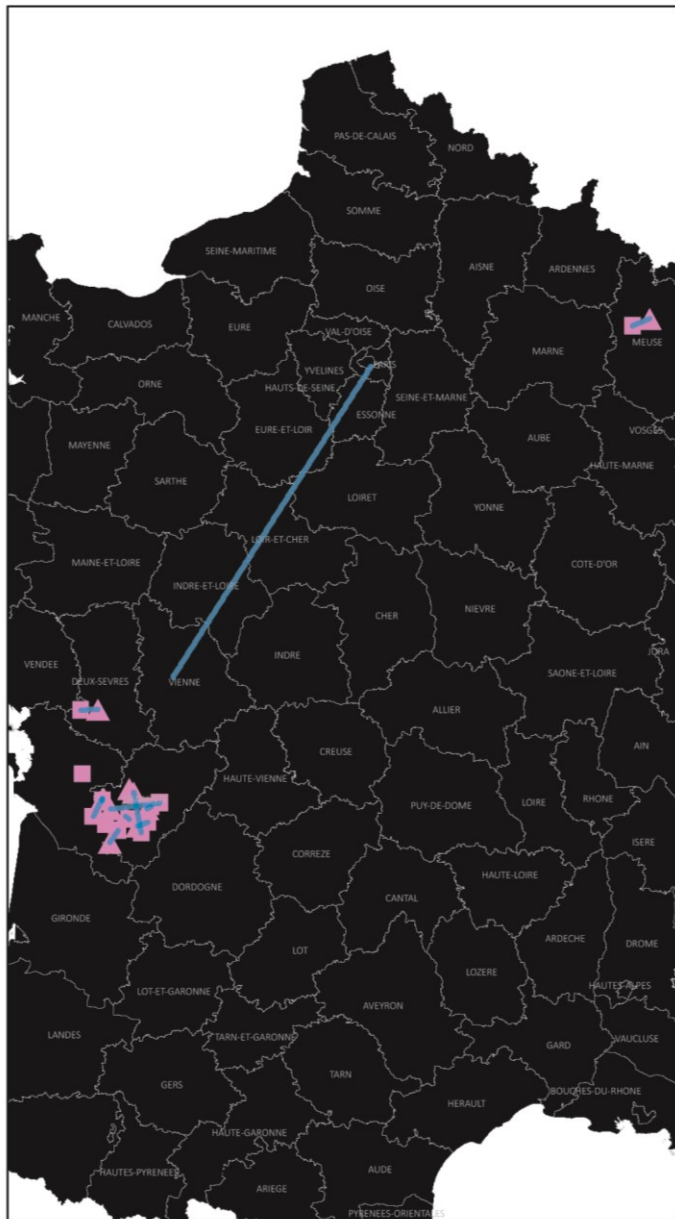 PAS-DE-CALAIS
NORD
SOMME
SEINE-MARITIME
AISNE
ARDENNES
OISE
MANCHE
CALVADOS
EURE
VAL-D'OISE
MEUSE
MARNE
PARIS
YVELINES
HAUTS-DE-SEINE
ORNE
SEINE-ET-MARNE
ESSONNE
EURE-ET-LOIR
AUBE
VOSGES
MAYENNE
HAUTE-MARNE
SARTHE
LOIRET
YONNE
LOIR-ET-CHER
MAINE-ET-LOIRE
COTE-D'OR
INDRE-ET-LOIRE
NIEVRE
CHER
JURA
INDRE
VENDEE
DEUX-SEVRES
VIENNE
SAONE-ET-LOIRE
ALLIER
AIN
CREUSE
HAUTE-VIENNE
PUY-DE-DOME
LOIRE
RHONE
ISERE
CORREZE
HAUTE-LOIRE
DORDOGNE
CANTAL
GIRONDE
ARDECHE
DROME
LOT
LOZERE
HAUTES-ALPES
LOT-ET-GARONNE
AVEYRON
LANDES
TARN-ET-GARONNE
GARD
VAUCLUSE
TARN
GERS
BOUCHES-DU-RHONE
HERAULT
HAUTE-GARONNE
HAUTES-PYRENEES
AUDE
ARIEGE
PYRENEES-ORIENTALES